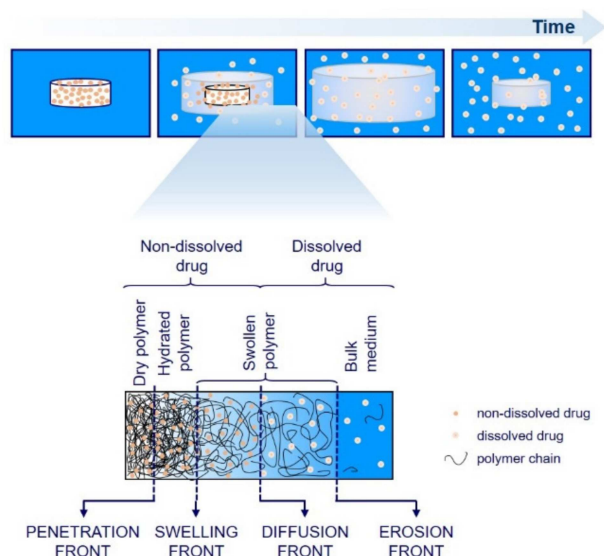 Time
Non-dissolved
drug
Dissolved
drug
Dry polymer
Hydrated
polymer
Swollen
polymer
Bulk
medium
non-dissolved drug
dissolved drug
polymer chain
PENETRATION
FRONT
SWELLING
FRONT
DIFFUSION
FRONT
EROSION
FRONT